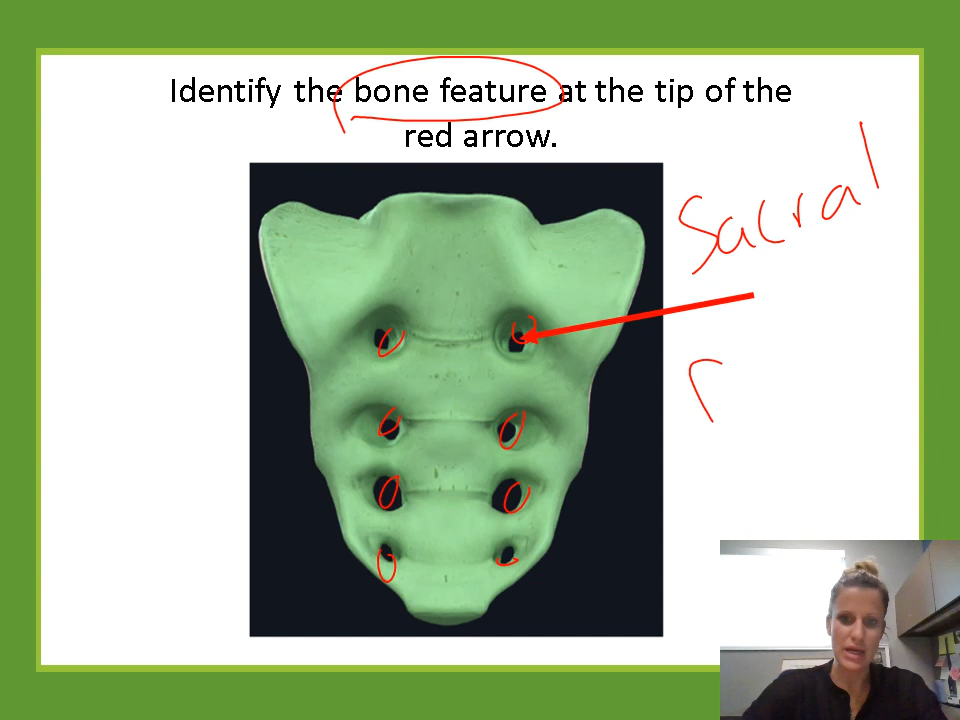 Identify the bone feature at the tip of the
red arrow.
Sacral